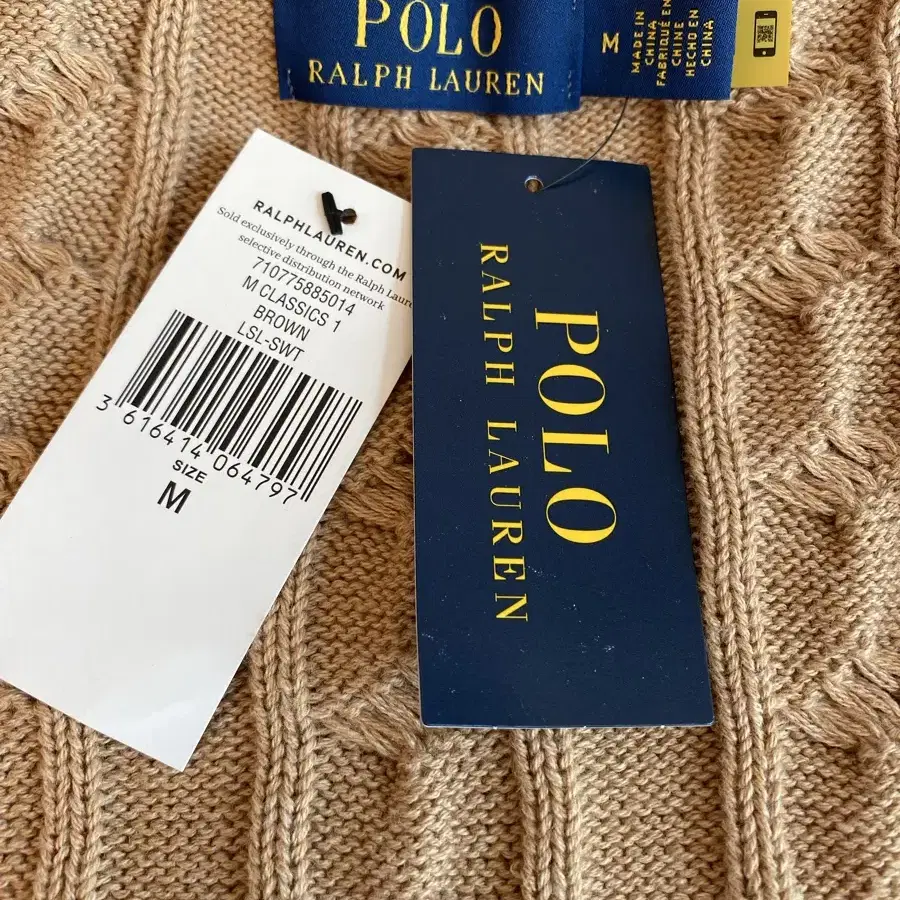 POLO
RALPH LAUREN
M
MADE IN
CHINA
FABRIQUÉ EN
CHINE
HECHO EN
CHINA
RALPHLAUREN.COM
Sold exclusively through the Ralph
selective distribution network
710775885014
M CLASSICS 1
BROWN
LSL-SWT
3 616414 064797
SIZE
M
POLO
RALPH LAUREN